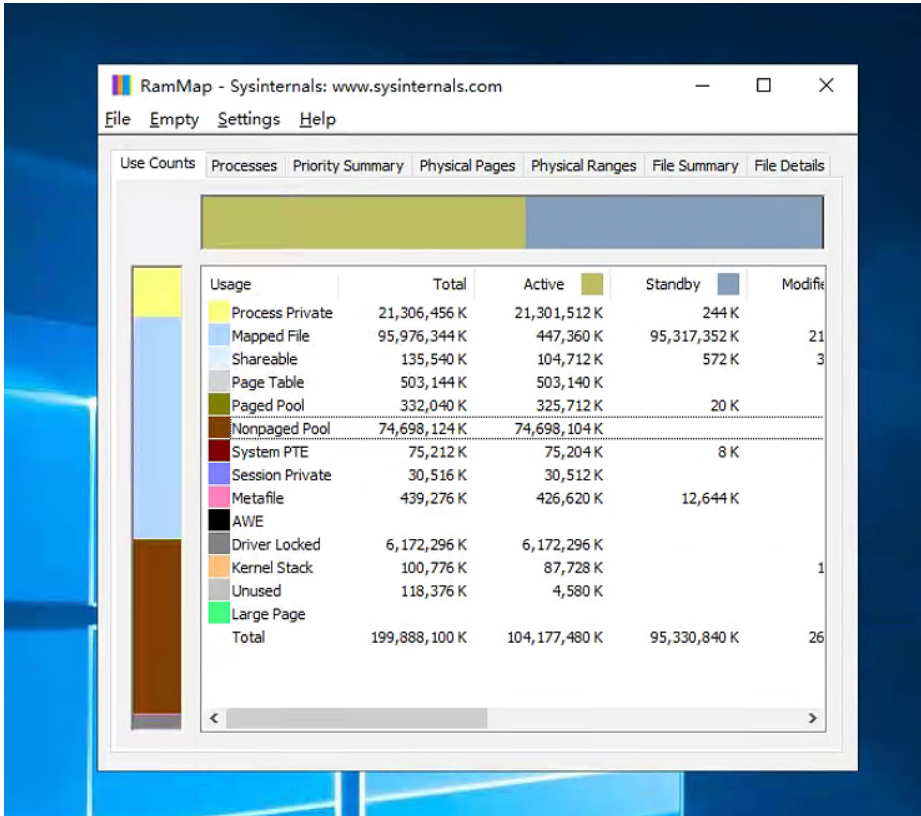 RamMap - Sysinternals: www.sysinternals.com
File Empty Settings Help
Use Counts Processes Priority Summary Physical Pages Physical Ranges File Summary File Details
Usage Total Active Standby Modifie
Process Private 21,306,456 K 21,301,512 K 244 K
Mapped File 95,976,344 K 447,360 K 95,317,352 K 21
Shareable 135,540 K 104,712 K 572 K 3
Page Table 503,144 K 503,140 K
Paged Pool 332,040 K 325,712 K 20 K
Nonpaged Pool 74,698,124 K 74,698,104 K
System PTE 75,212 K 75,204 K 8 K
Session Private 30,516 K 30,512 K
Metafile 439,276 K 426,620 K 12,644 K
AWE
Driver Locked 6,172,296 K 6,172,296 K
Kernel Stack 100,776 K 87,728 K 1
Unused 118,376 K 4,580 K
Large Page
Total 199,888,100 K 104,177,480 K 95,330,840 K 26